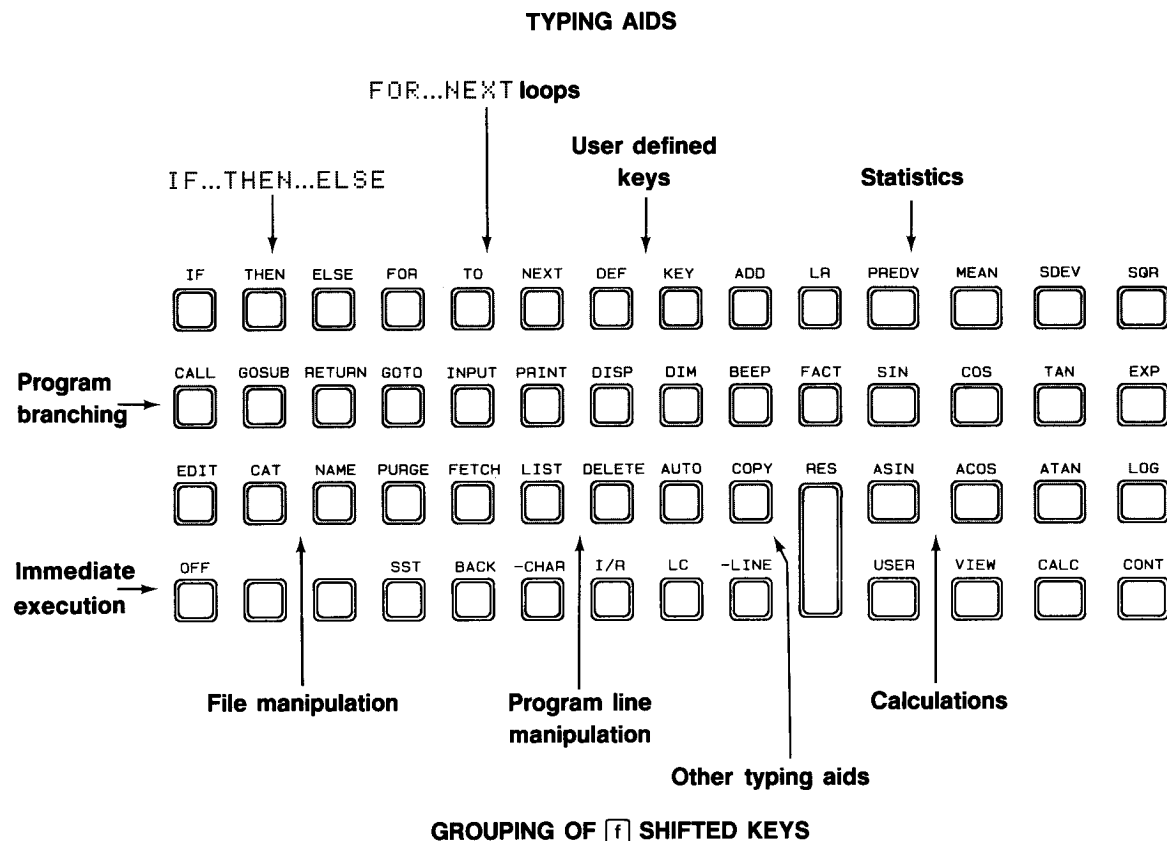 TYPING AIDS
FOR...NEXT loops
User defined
keys
Statistics
IF...THEN...ELSE
IF THEN ELSE FOR TO NEXT DEF KEY ADD LR PREDV MEAN SDEV SQR
Program
branching
CALL GOSUB RETURN GOTO INPUT PRINT DISP DIM BEEP FACT SIN COS TAN EXP
EDIT CAT NAME PURGE FETCH LIST DELETE AUTO COPY RES ASIN ACOS ATAN LOG
Immediate
execution
OFF SST BACK -CHAR I/R LC -LINE USER VIEW CALC CONT
File manipulation
Program line
manipulation
Calculations
Other typing aids
GROUPING OF f SHIFTED KEYS